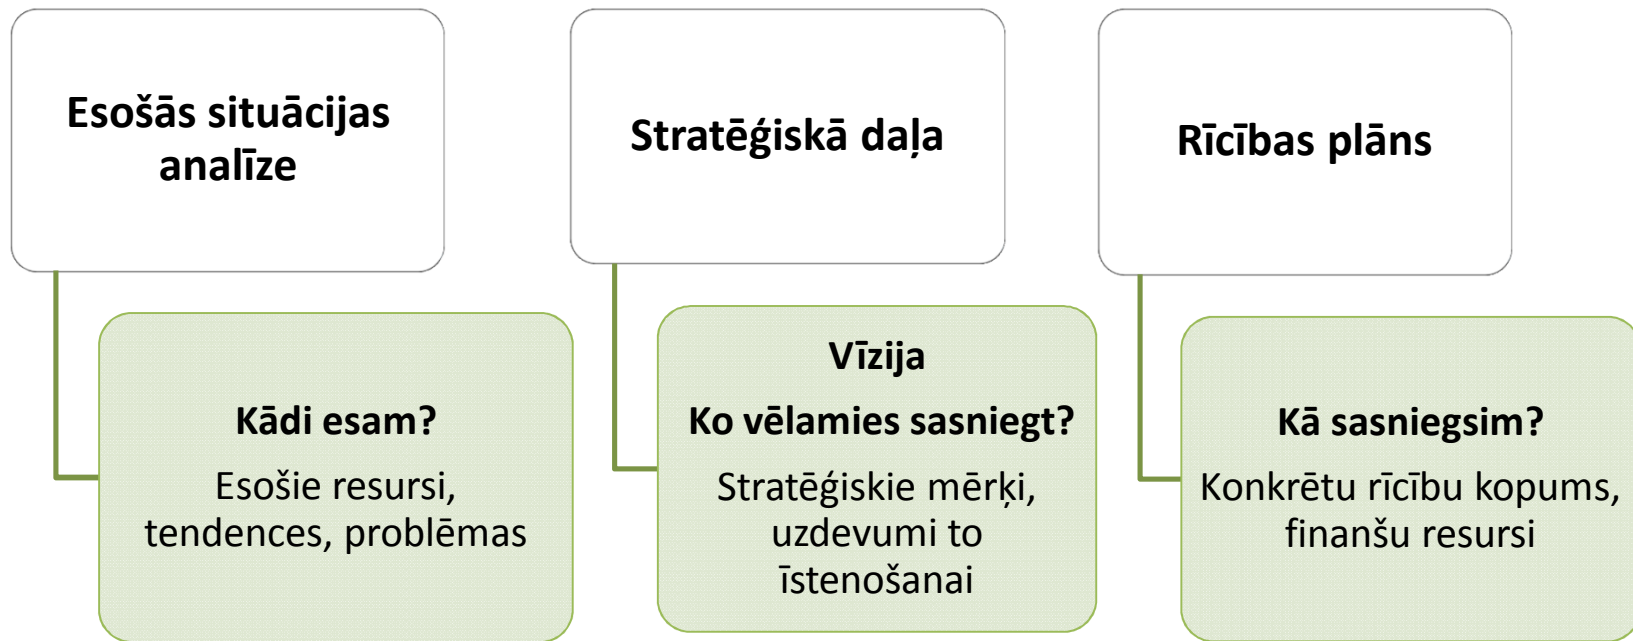 Esošās situācijas
analīze
Kādi esam?
Esošie resursi,
tendences, problēmas
Stratēģiskā daļa
Vīzija
Ko vēlamies sasniegt?
Stratēģiskie mērķi,
uzdevumi to
īstenošanai
Rīcības plāns
Kā sasniegsim?
Konkrētu rīcību kopums,
finanšu resursi